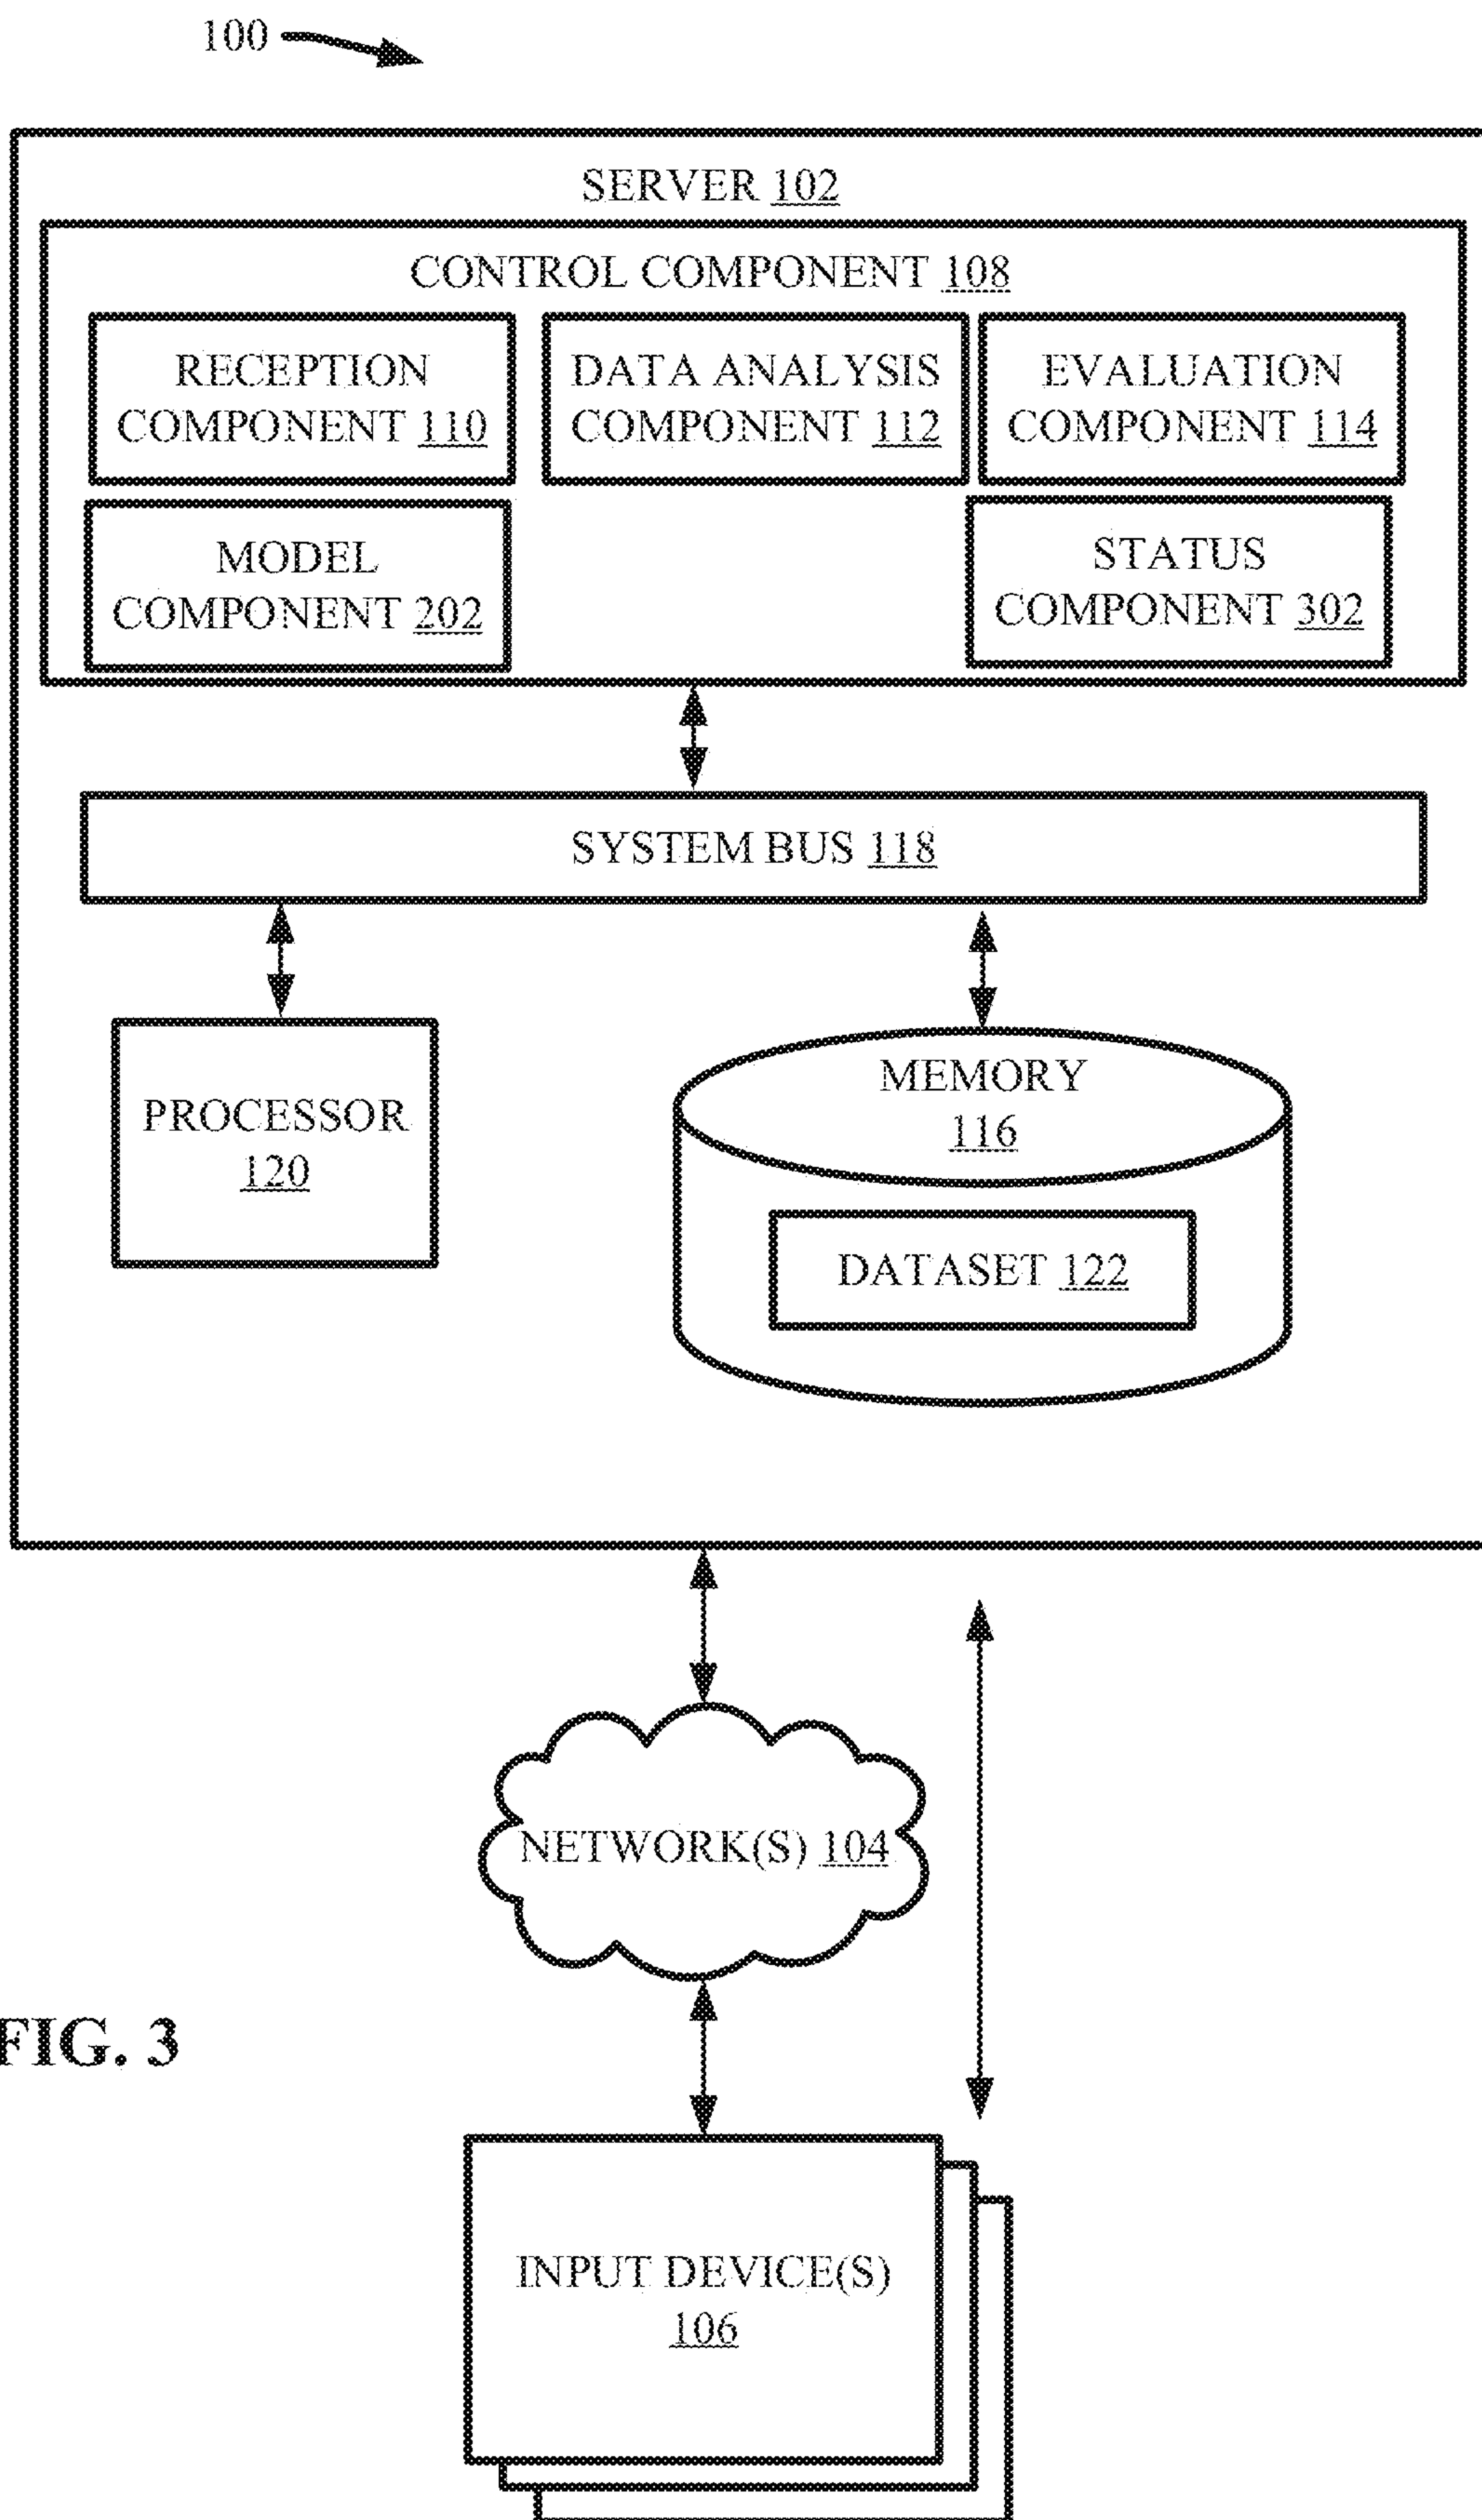 100
SERVER 102
CONTROL COMPONENT 108
RECEPTION
COMPONENT 110
DATA ANALYSIS
COMPONENT 112
EVALUATION
COMPONENT 114
MODEL
COMPONENT 202
STATUS
COMPONENT 302
SYSTEM BUS 118
PROCESSOR
120
MEMORY
116
DATASET 122
NETWORK(S) 104
FIG. 3
INPUT DEVICE(S)
106